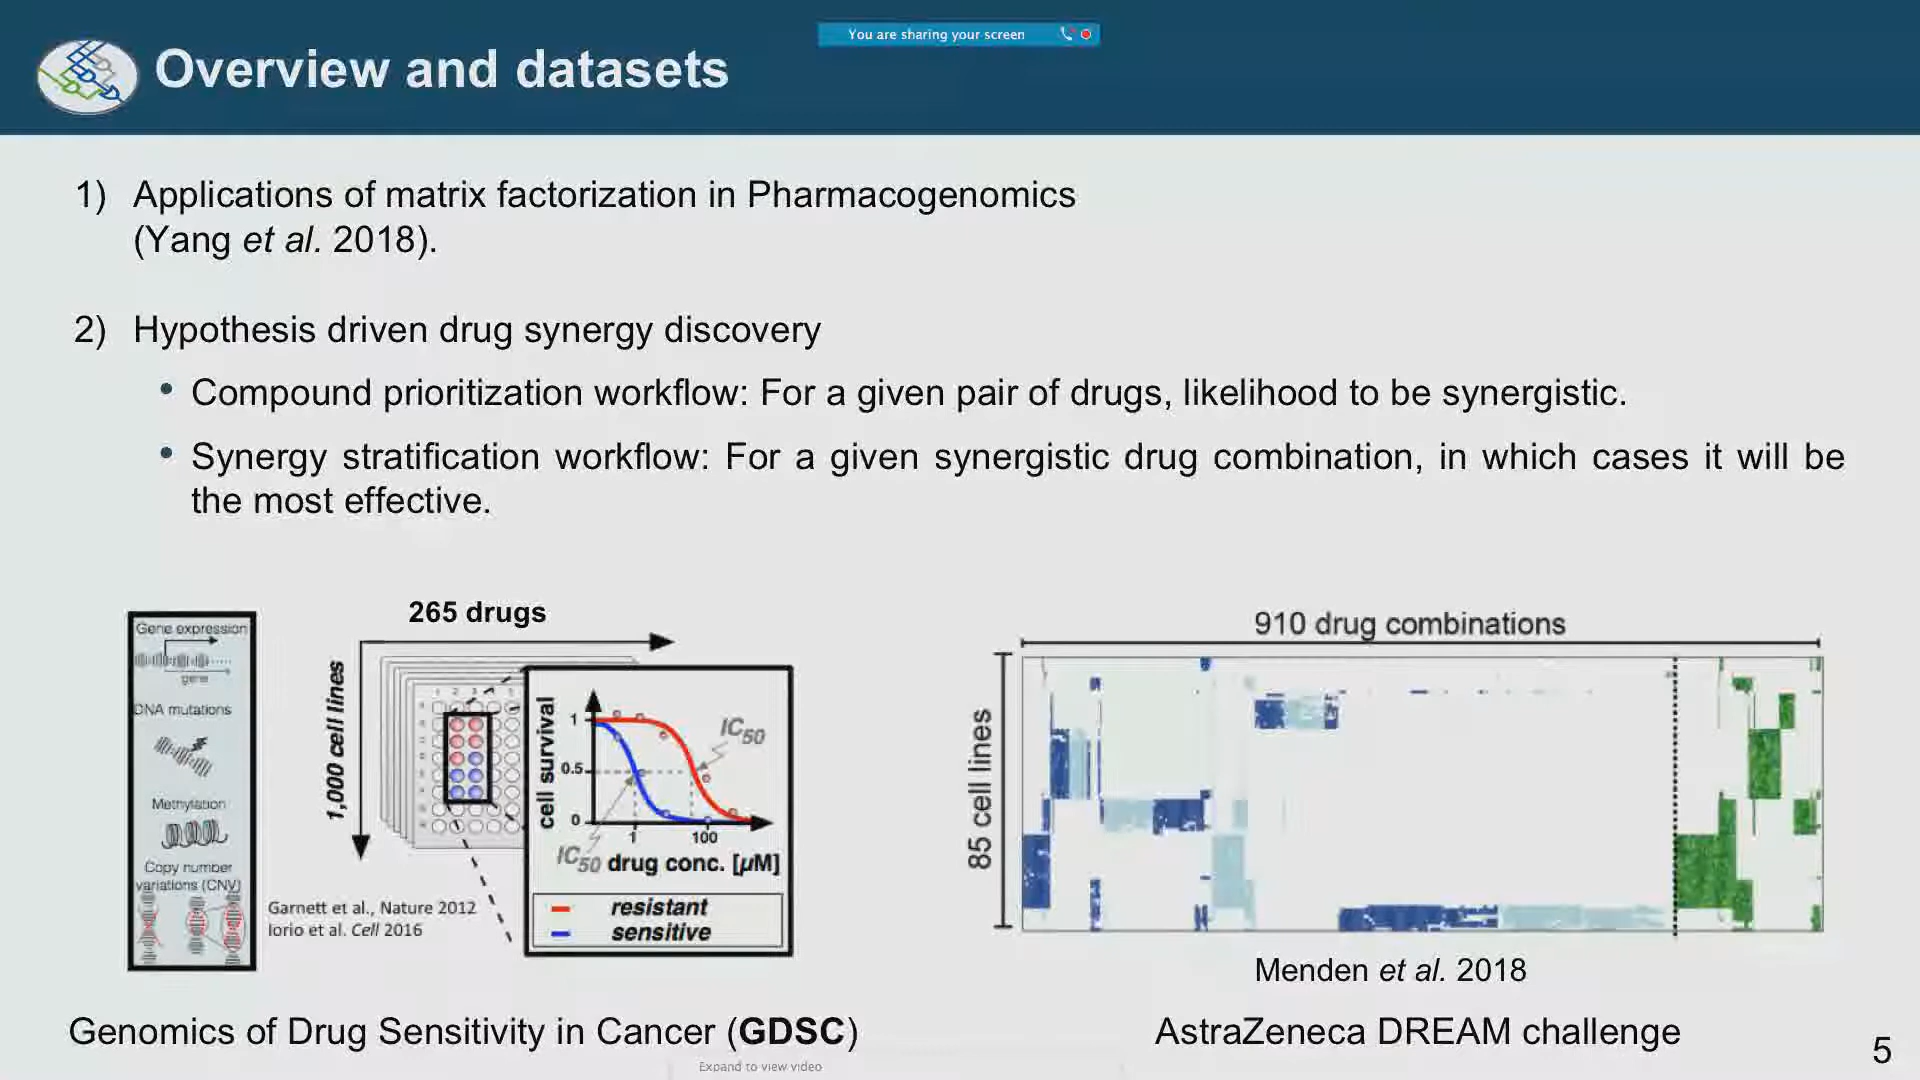 You are sharing your screen
Overview and datasets
1) Applications of matrix factorization in Pharmacogenomics
(Yang et al. 2018).
2) Hypothesis driven drug synergy discovery
• Compound prioritization workflow: For a given pair of drugs, likelihood to be synergistic.
• Synergy stratification workflow: For a given synergistic drug combination, in which cases it will be
the most effective.
Gene expression
gene
DNA mutations
Methylation
Copy number
variations (CNV)
265 drugs
1,000 cell lines
cell survival
1
0.5
0
IC50
IC50
1
100
drug conc. [µM]
resistant
sensitive
Garnett et al., Nature 2012
Iorio et al. Cell 2016
Genomics of Drug Sensitivity in Cancer (GDSC)
910 drug combinations
85 cell lines
Menden et al. 2018
AstraZeneca DREAM challenge
5
Expand to view video